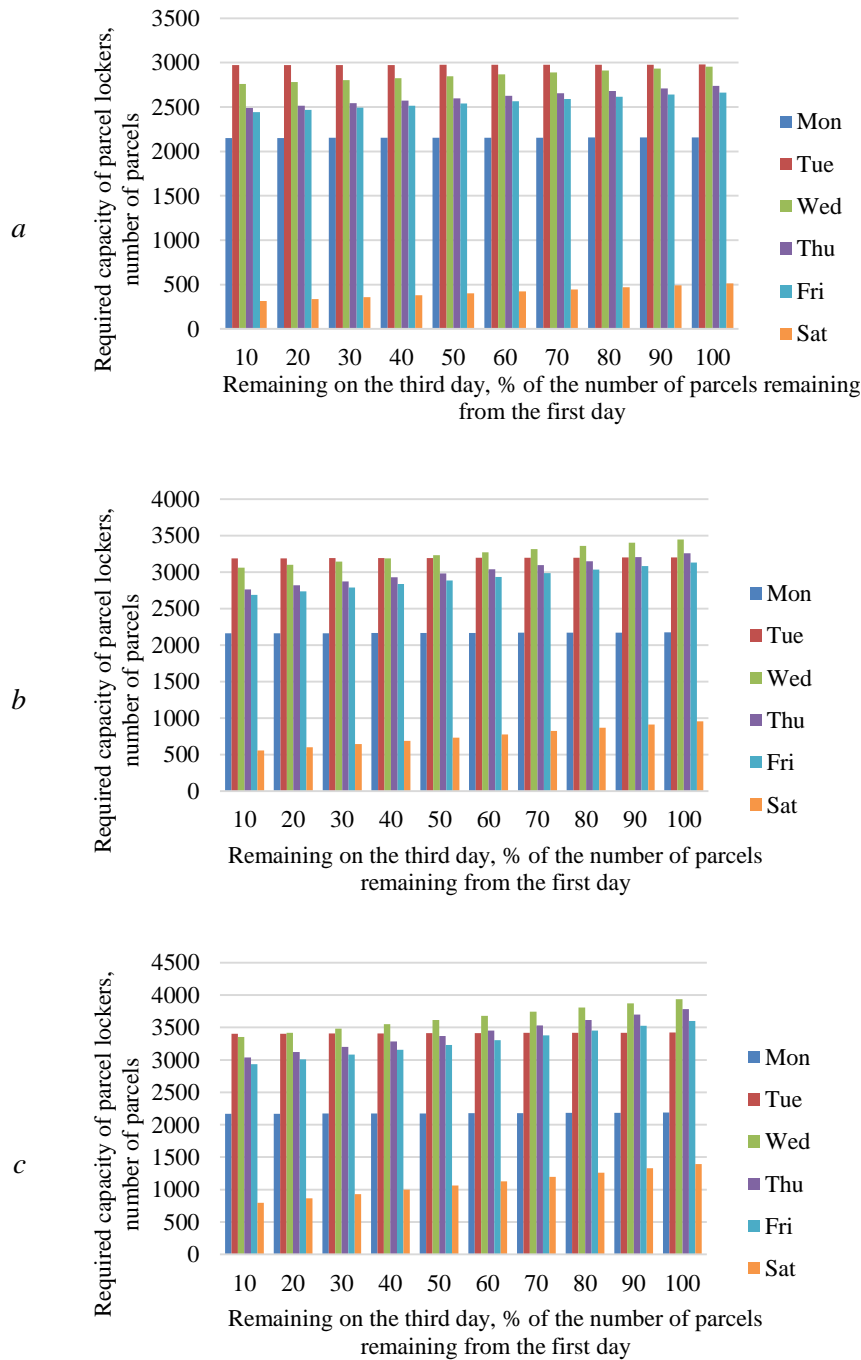 a
Required capacity of parcel lockers,
number of parcels
3500
3000
2500
2000
1500
1000
500
0
10 20 30 40 50 60 70 80 90 100
Remaining on the third day, % of the number of parcels remaining
from the first day
Mon
Tue
Wed
Thu
Fri
Sat
b
Required capacity of parcel lockers,
number of parcels
4000
3500
3000
2500
2000
1500
1000
500
0
10 20 30 40 50 60 70 80 90 100
Remaining on the third day, % of the number of parcels
remaining from the first day
Mon
Tue
Wed
Thu
Fri
Sat
c
Required capacity of parcel lockers,
number of parcels
4500
4000
3500
3000
2500
2000
1500
1000
500
0
10 20 30 40 50 60 70 80 90 100
Remaining on the third day, % of the number of parcels
remaining from the first day
Mon
Tue
Wed
Thu
Fri
Sat